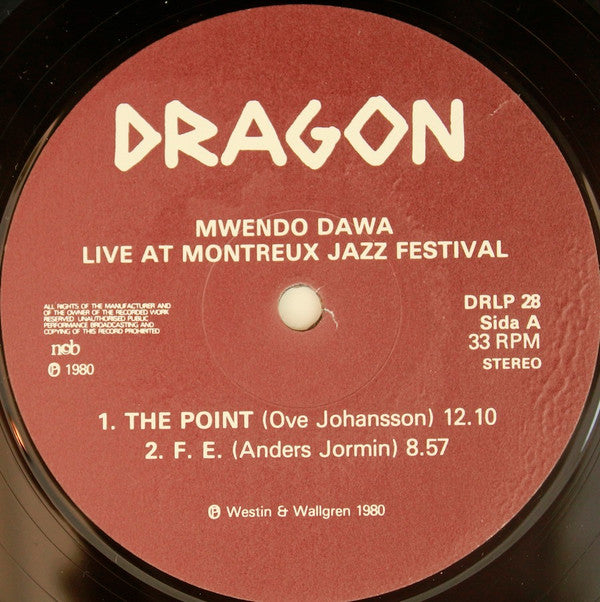 DRAGON
MWENDO DAWA
LIVE AT MONTREUX JAZZ FESTIVAL
ALL RIGHTS OF THE MANUFACTURER AND
OF THE OWNER OF THE RECORDED WORK
RESERVED. UNAUTHORISED PUBLIC
PERFORMANCE BROADCASTING AND
COPYING OF THIS RECORD PROHIBITED
ncb
℗ 1980
DRLP 28
Sida A
33 RPM
STEREO
1. THE POINT (Ove Johansson) 12.10
2. F. E. (Anders Jormin) 8.57
℗ Westin & Wallgren 1980